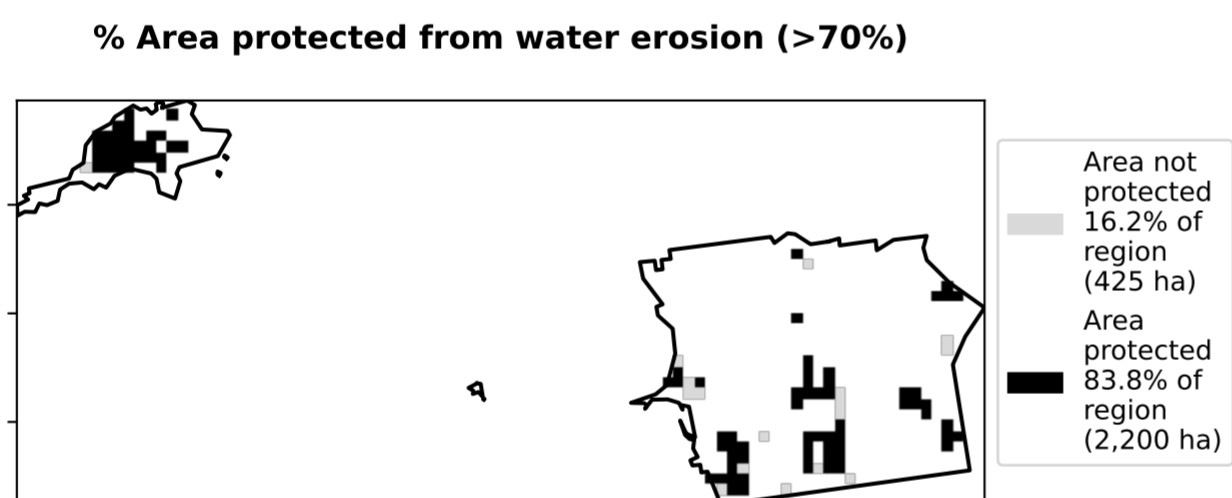 % Area protected from water erosion (>70%)
Area not
protected
16.2% of
region
(425 ha)
Area
protected
83.8% of
region
(2,200 ha)